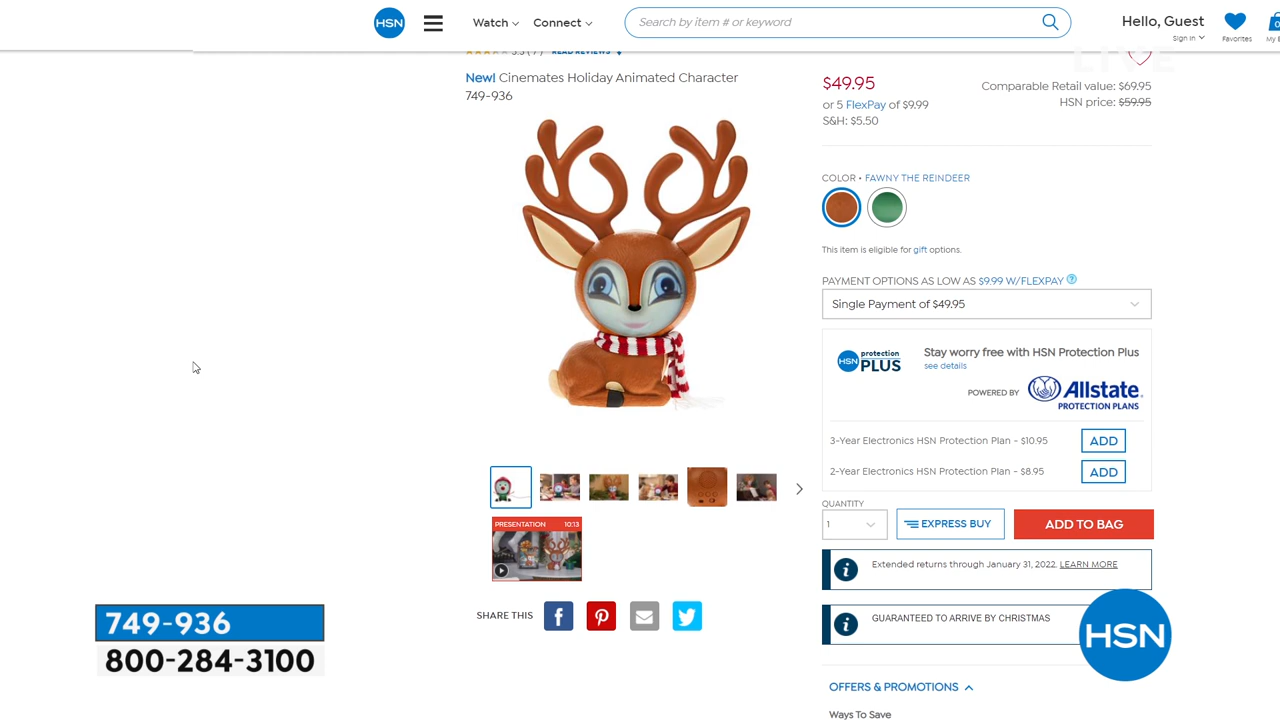 HSN
Watch
Connect
Search by item # or keyword
Hello, Guest
Sign In
Favorites
0
LIVE
3.3 (7) READ REVIEWS
New! Cinemates Holiday Animated Character
749-936
$49.95
or 5 FlexPay of $9.99
S&H: $5.50
Comparable Retail value: $69.95
HSN price: $59.95
COLOR • FAWNY THE REINDEER
This item is eligible for gift options.
PAYMENT OPTIONS AS LOW AS $9.99 W/FLEXPAY ?
Single Payment of $49.95
HSN protection PLUS
Stay worry free with HSN Protection Plus
see details
POWERED BY Allstate.
PROTECTION PLANS
3-Year Electronics HSN Protection Plan - $10.95
ADD
2-Year Electronics HSN Protection Plan - $8.95
ADD
QUANTITY
1
EXPRESS BUY
ADD TO BAG
PRESENTATION 10:13
i
Extended returns through January 31, 2022. LEARN MORE
SHARE THIS
i
GUARANTEED TO ARRIVE BY CHRISTMAS
749-936
800-284-3100
HSN
OFFERS & PROMOTIONS
Ways To Save